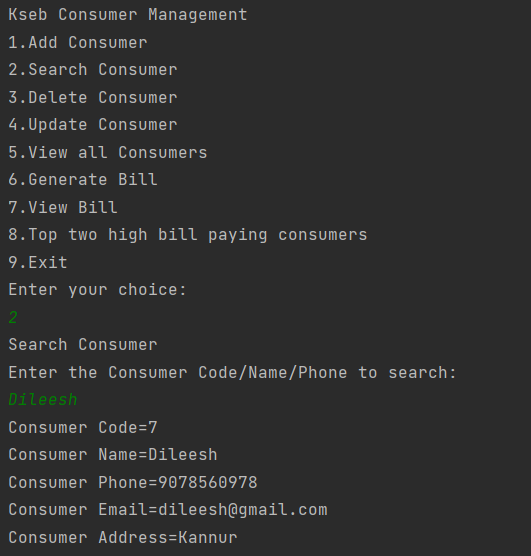 Kseb Consumer Management
1.Add Consumer
2.Search Consumer
3.Delete Consumer
4.Update Consumer
5.View all Consumers
6.Generate Bill
7.View Bill
8.Top two high bill paying consumers
9.Exit
Enter your choice:
2
Search Consumer
Enter the Consumer Code/Name/Phone to search:
Dileesh
Consumer Code=7
Consumer Name=Dileesh
Consumer Phone=9078560978
Consumer Email=dileesh@gmail.com
Consumer Address=Kannur